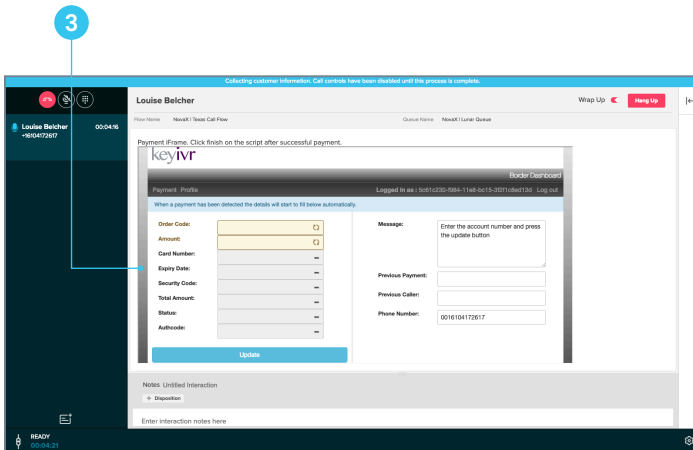 3
Collecting customer information. Call controls have been disabled until this process is complete.
Louise Belcher
Wrap Up
Hang Up
Louise Belcher 00:04:16
+16104172617
Flow Name NovaX I Texas Call Flow
Queue Name NovaX I Lunar Queue
Payment iFrame. Click finish on the script after successful payment.
keyivr
Border Dashboard
Payment Profile
Logged in as : 5c61c230-f984-11e8-bc15-3f2f1c8ed13d Log out
When a payment has been detected the details will start to fill below automatically.
Order Code:
Amount:
Card Number:
Expiry Date:
Security Code:
Total Amount:
Status:
Authcode:
Update
Message:
Enter the account number and press
the update button
Previous Payment:
Previous Caller:
Phone Number:
0016104172617
Notes Untitled Interaction
+ Disposition
Enter interaction notes here
READY
00:04:21